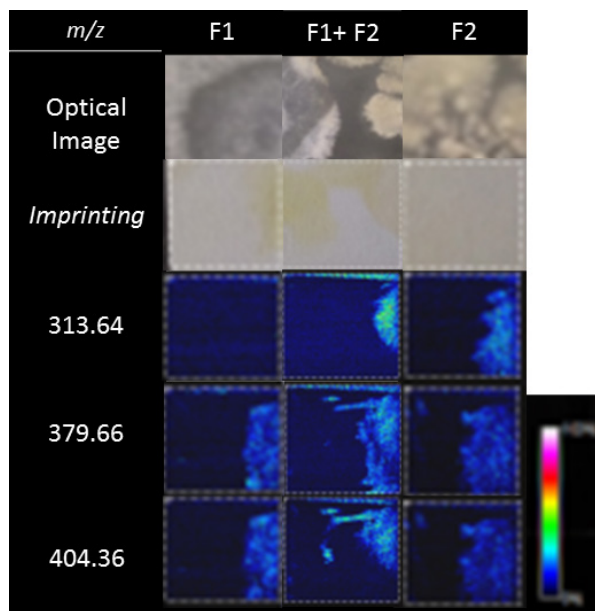 m/z F1 F1+ F2 F2
Optical
Image
Imprinting
313.64
379.66
404.36